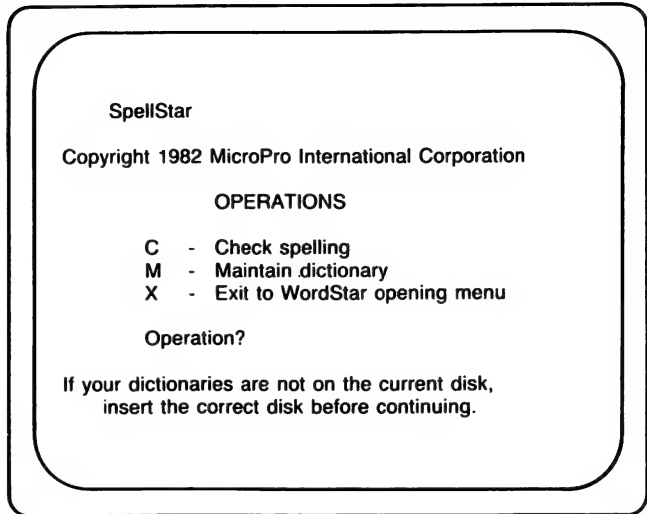 SpellStar
Copyright 1982 MicroPro International Corporation
OPERATIONS
C - Check spelling
M - Maintain dictionary
X - Exit to WordStar opening menu
Operation?
If your dictionaries are not on the current disk,
insert the correct disk before continuing.